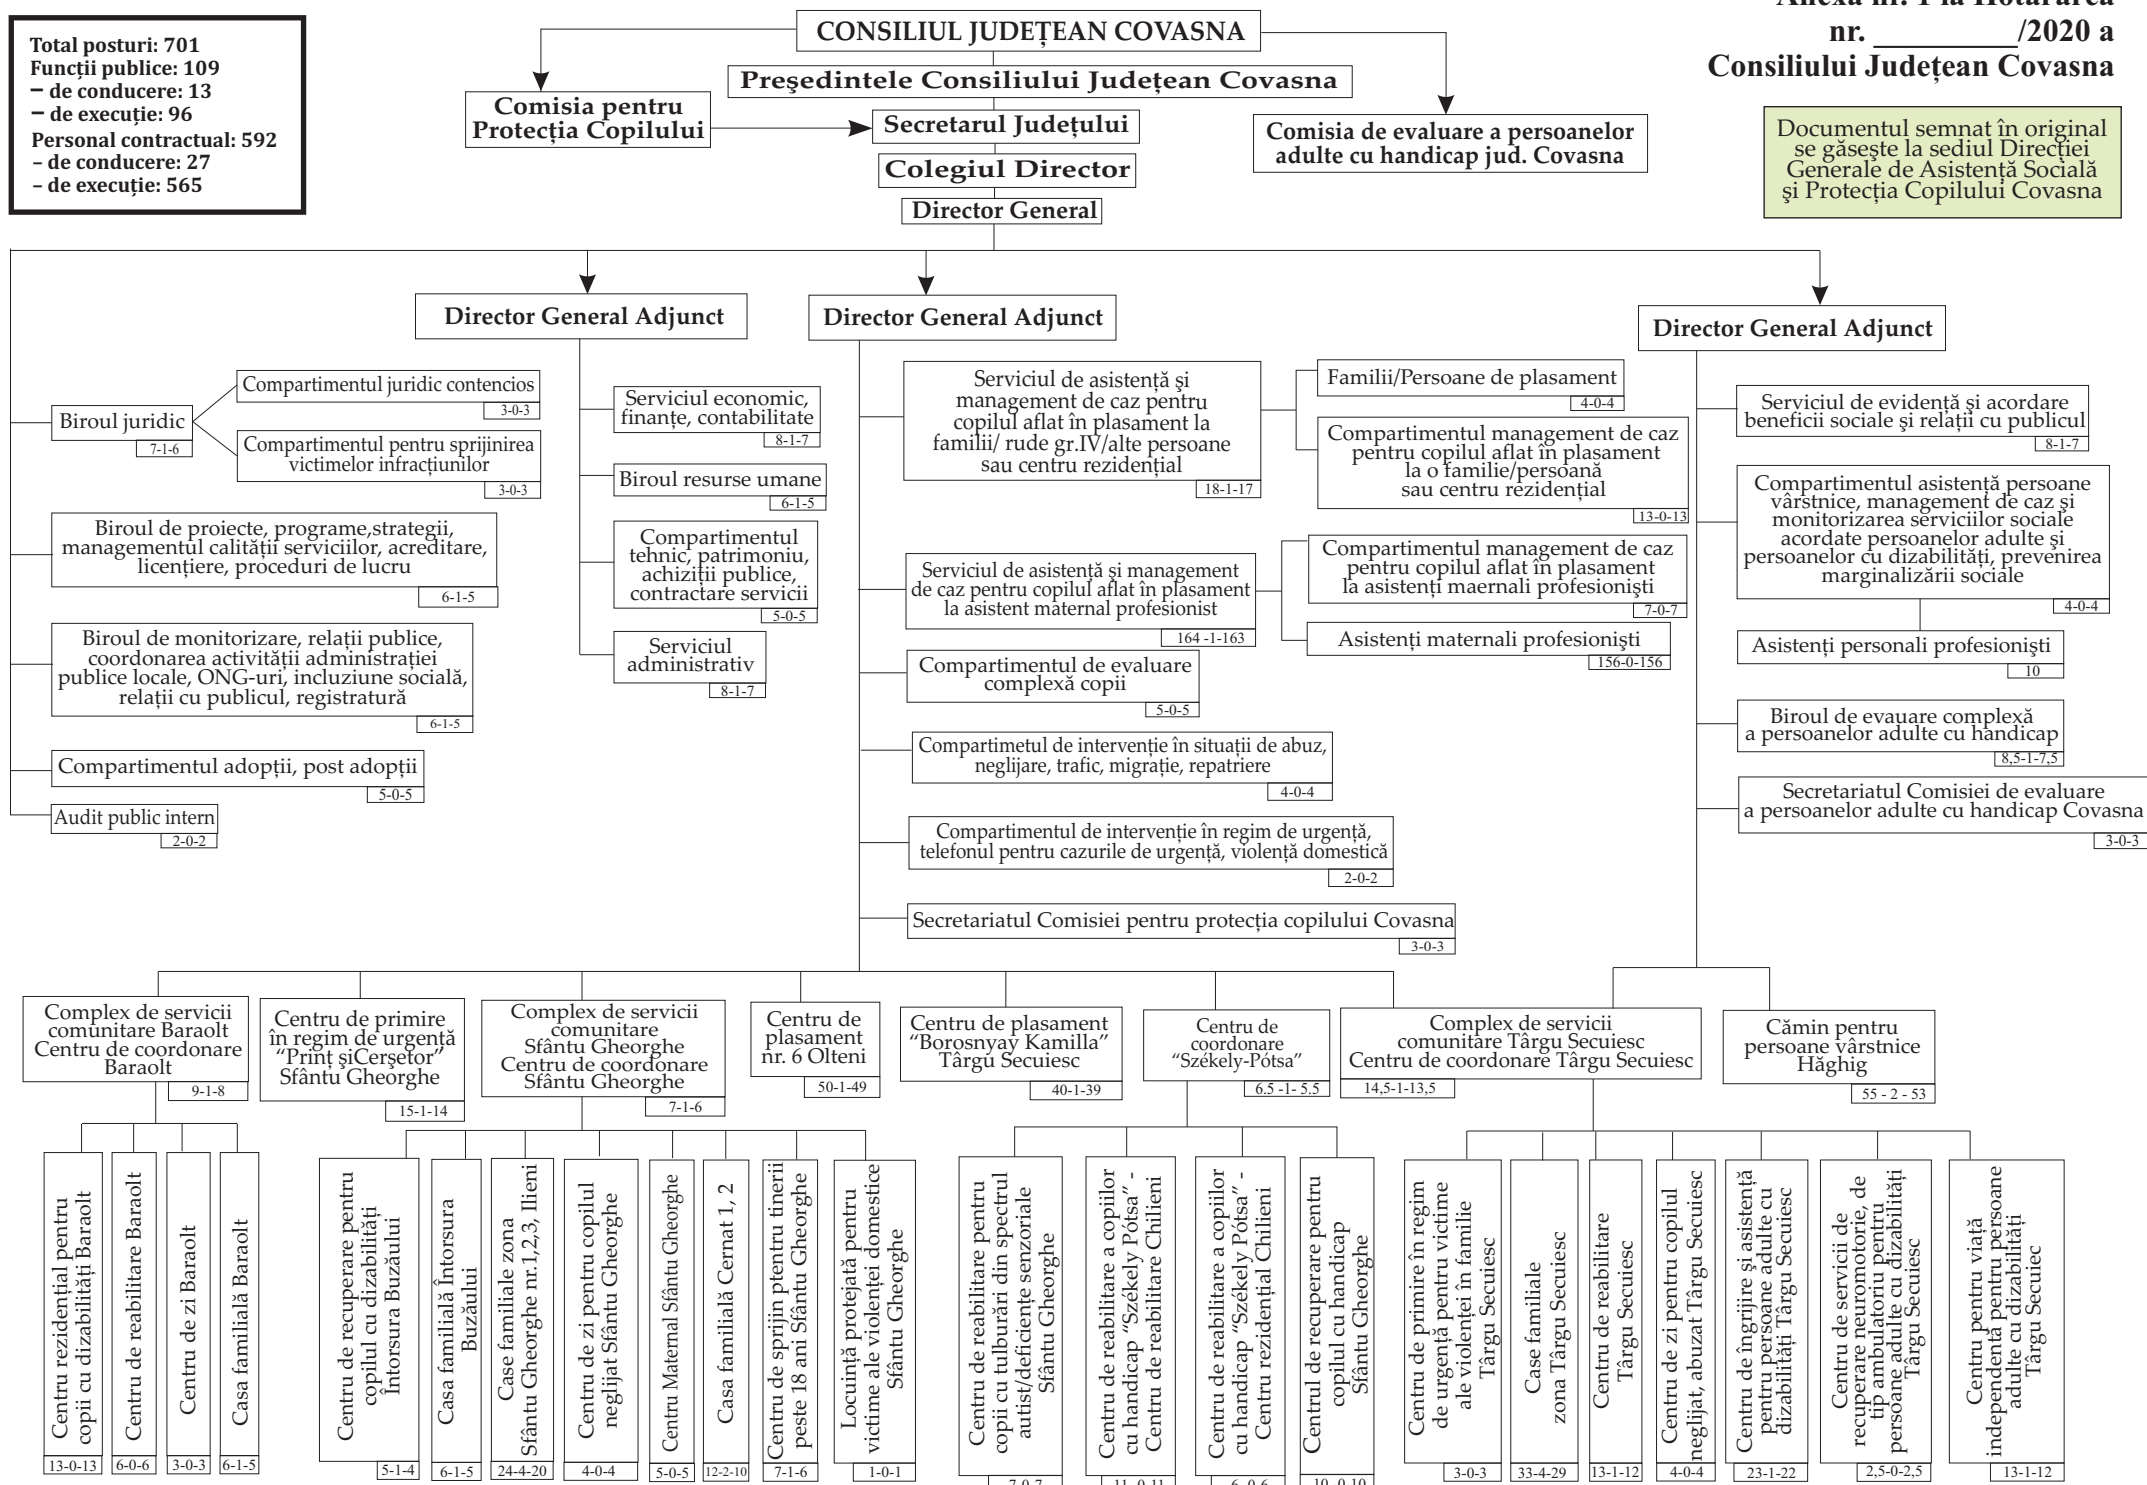 Total posturi: 701
Funcții publice: 109
– de conducere: 13
– de execuție: 96
Personal contractual: 592
– de conducere: 27
– de execuție: 565
CONSILIUL JUDEȚEAN COVASNA
Președintele Consiliului Județean Covasna
Comisia pentru
Protecția Copilului
Secretarul Județului
Colegiul Director
Director General
Comisia de evaluare a persoanelor
adulte cu handicap jud. Covasna
Anexa nr. 1 la Hotărârea
nr. __________/2020 a
Consiliului Județean Covasna
Documentul semnat în original
se găsește la sediul Direcției
Generale de Asistență Socială
și Protecția Copilului Covasna
Director General Adjunct
Director General Adjunct
Director General Adjunct
Biroul juridic
7-1-6
Compartimentul juridic contencios
3-0-3
Compartimentul pentru sprijinirea
victimelor infracțiunilor
3-0-3
Biroul de proiecte, programe,strategii,
managementul calității serviciilor, acreditare,
licențiere, proceduri de lucru
6-1-5
Biroul de monitorizare, relații publice,
coordonarea activității administrației
publice locale, ONG-uri, incluziune socială,
relații cu publicul, registratură
6-1-5
Compartimentul adopții, post adopții
5-0-5
Audit public intern
2-0-2
Serviciul economic,
finanțe, contabilitate
8-1-7
Biroul resurse umane
6-1-5
Compartimentul
tehnic, patrimoniu,
achiziții publice,
contractare servicii
5-0-5
Serviciul
administrativ
8-1-7
Serviciul de asistență și
management de caz pentru
copilul aflat în plasament la
familii/ rude gr.IV/alte persoane
sau centru rezidențial
18-1-17
Familii/Persoane de plasament
4-0-4
Compartimentul management de caz
pentru copilul aflat în plasament
la o familie/persoană
sau centru rezidențial
13-0-13
Serviciul de asistență și management
de caz pentru copilul aflat în plasament
la asistent maternal profesionist
164 -1-163
Compartimentul management de caz
pentru copilul aflat în plasament
la asistenți maernali profesioniști
7-0-7
Asistenți maternali profesioniști
156-0-156
Compartimentul de evaluare
complexă copii
5-0-5
Compartimetul de intervenție în situații de abuz,
neglijare, trafic, migrație, repatriere
4-0-4
Compartimentul de intervenție în regim de urgență,
telefonul pentru cazurile de urgență, violență domestică
2-0-2
Secretariatul Comisiei pentru protecția copilului Covasna
3-0-3
Serviciul de evidență și acordare
beneficii sociale și relații cu publicul
8-1-7
Compartimentul asistență persoane
vârstnice, management de caz și
monitorizarea serviciilor sociale
acordate persoanelor adulte și
persoanelor cu dizabilități, prevenirea
marginalizării sociale
4-0-4
Asistenți personali profesioniști
10
Biroul de evauare complexă
a persoanelor adulte cu handicap
8,5-1-7,5
Secretariatul Comisiei de evaluare
a persoanelor adulte cu handicap Covasna
3-0-3
Complex de servicii
comunitare Baraolt
Centru de coordonare
Baraolt
9-1-8
Centru de primire
în regim de urgență
"Prinț șiCerșetor"
Sfântu Gheorghe
15-1-14
Complex de servicii
comunitare
Sfântu Gheorghe
Centru de coordonare
Sfântu Gheorghe
7-1-6
Centru de
plasament
nr. 6 Olteni
50-1-49
Centru de plasament
"Borosnyay Kamilla"
Târgu Secuiesc
40-1-39
Centru de
coordonare
"Székely-Pótsa"
6.5 -1- 5.5
Complex de servicii
comunitare Târgu Secuiesc
Centru de coordonare Târgu Secuiesc
14,5-1-13,5
Cămin pentru
persoane vârstnice
Hăghig
55 - 2 - 53
Centru rezidențial pentru
copii cu dizabilități Baraolt
13-0-13
Centru de reabilitare Baraolt
6-0-6
Centru de zi Baraolt
3-0-3
Casa familială Baraolt
6-1-5
Centru de recuperare pentru
copilul cu dizabilități
Întorsura Buzăului
5-1-4
Casa familială Întorsura
Buzăului
6-1-5
Case familiale zona
Sfântu Gheorghe nr.1,2,3, Ilieni
24-4-20
Centru de zi pentru copilul
neglijat Sfântu Gheorghe
4-0-4
Centru Maternal Sfântu Gheorghe
5-0-5
Casa familială Cernat 1, 2
12-2-10
Centru de sprijin ptentru tinerii
peste 18 ani Sfântu Gheorghe
7-1-6
Locuință protejată pentru
victime ale violenței domestice
Sfântu Gheorghe
1-0-1
Centru de reabilitare pentru
copii cu tulburări din spectrul
autist/deficiențe senzoriale
Sfântu Gheorghe
7-0-7
Centru de reabilitare a copiilor
cu handicap "Székely Pótsa" -
Centru de reabilitare Chilieni
11 -0-11
Centru de reabilitare a copiilor
cu handicap "Székely Pótsa" -
Centru rezidențial Chilieni
6 -0-6
Centrul de recuperare pentru
copilul cu handicap
Sfântu Gheorghe
10 -0-10
Centru de primire în regim
de urgență pentru victime
ale violenței în familie
Târgu Secuiesc
3-0-3
Case familiale
zona Târgu Secuiesc
33-4-29
Centru de reabilitare
Târgu Secuiesc
13-1-12
Centru de zi pentru copilul
neglijat, abuzat Târgu Secuiesc
4-0-4
Centru de îngrijire și asistență
pentru persoane adulte cu
dizabilități Târgu Secuiesc
23-1-22
Centru de servicii de
recuperare neuromotorie, de
tip ambulatoriu pentru
persoane adulte cu dizabilități
Târgu Secuiesc
2,5-0-2,5
Centru pentru viață
independentă pentru persoane
adulte cu dizabilități
Târgu Secuiec
13-1-12